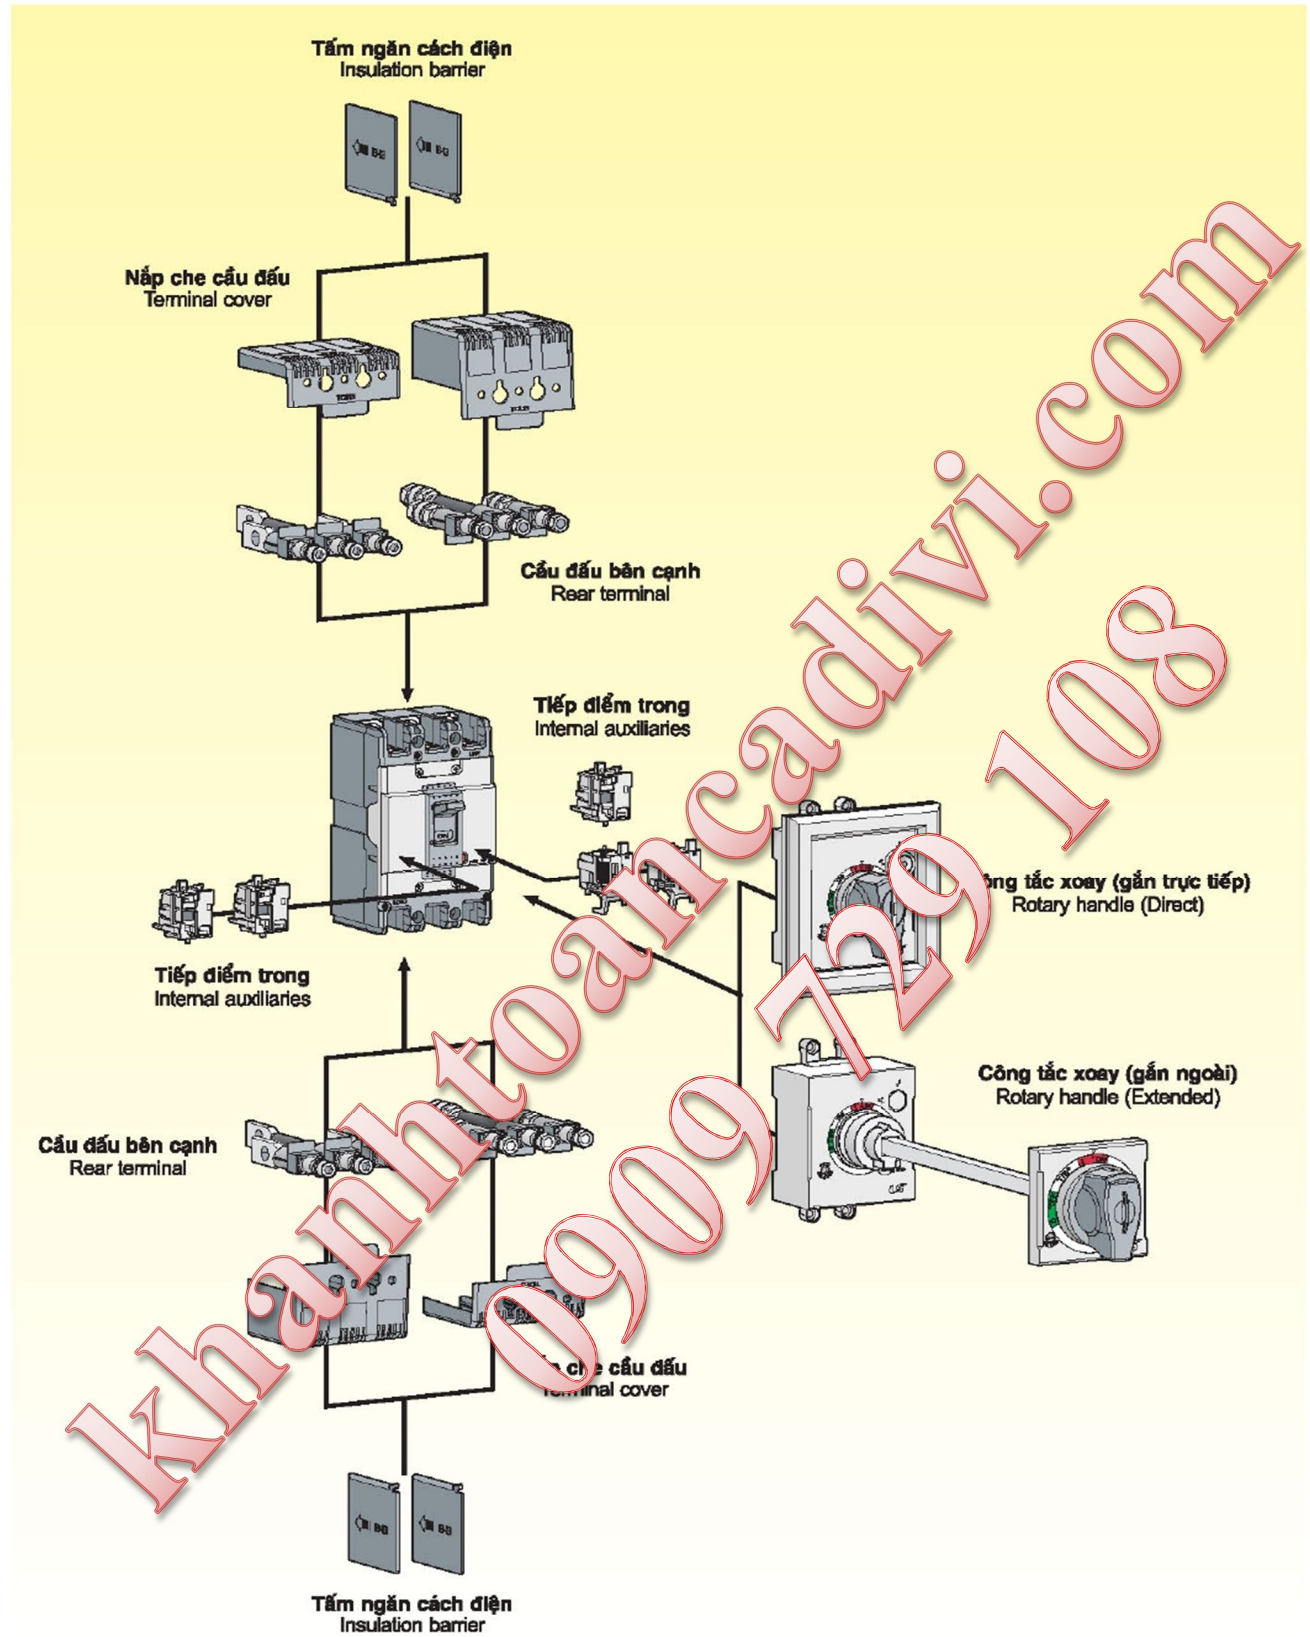 Tấm ngăn cách điện
Insulation barrier
Nắp che cầu đấu
Terminal cover
Cầu đấu bên cạnh
Rear terminal
Tiếp điểm trong
Internal auxiliaries
ông tắc xoay (gắn trực tiếp)
Rotary handle (Direct)
Tiếp điểm trong
Internal auxiliaries
Công tắc xoay (gắn ngoài)
Rotary handle (Extended)
Cầu đấu bên cạnh
Rear terminal
che cầu đấu
Terminal cover
Tấm ngăn cách điện
Insulation barrier
khanhtoancadivi.com
0909 729 108